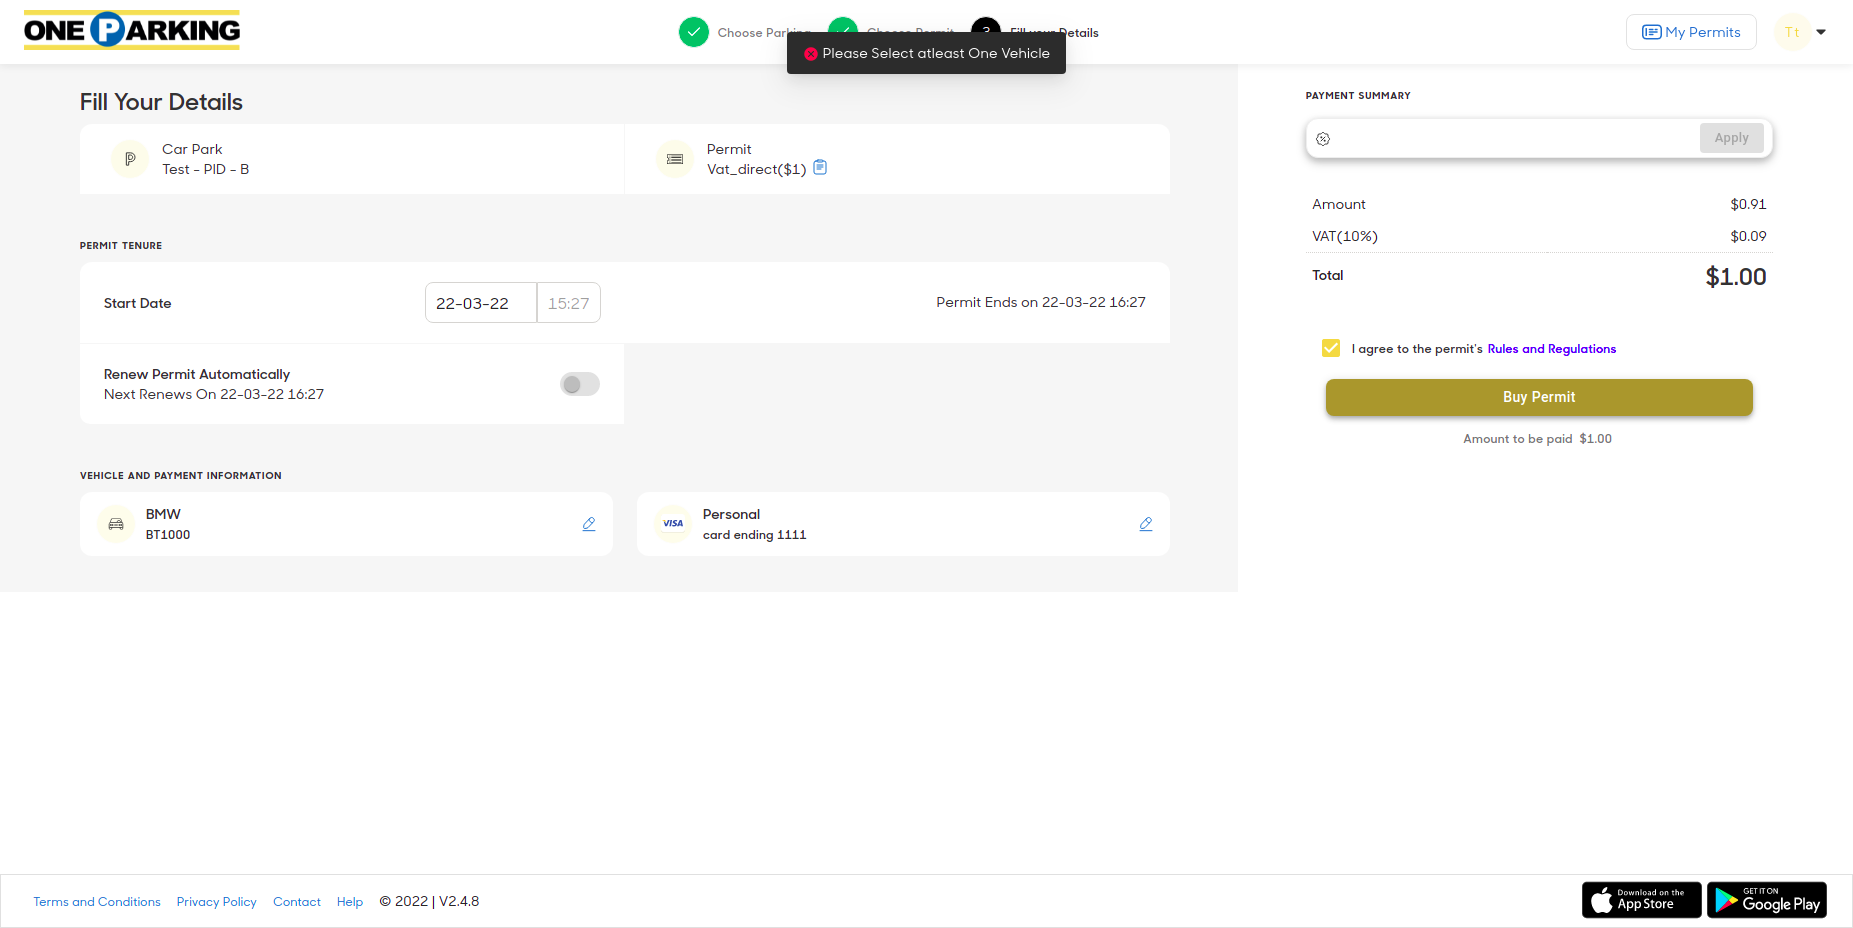 ONE PARKING
Choose Parking
Choose Permit
3
Fill your Details
My Permits
Tt
Please Select atleast One Vehicle
Fill Your Details
Car Park
Test - PID - B
Permit
Vat_direct($1)
PERMIT TENURE
Start Date
22-03-22
15:27
Permit Ends on 22-03-22 16:27
Renew Permit Automatically
Next Renews On 22-03-22 16:27
VEHICLE AND PAYMENT INFORMATION
BMW
BT1000
VISA
Personal
card ending 1111
PAYMENT SUMMARY
Apply
Amount
$0.91
VAT(10%)
$0.09
Total
$1.00
I agree to the permit's Rules and Regulations
Buy Permit
Amount to be paid $1.00
Terms and Conditions
Privacy Policy
Contact
Help
© 2022 | V2.4.8
Download on the
App Store
GET IT ON
Google Play